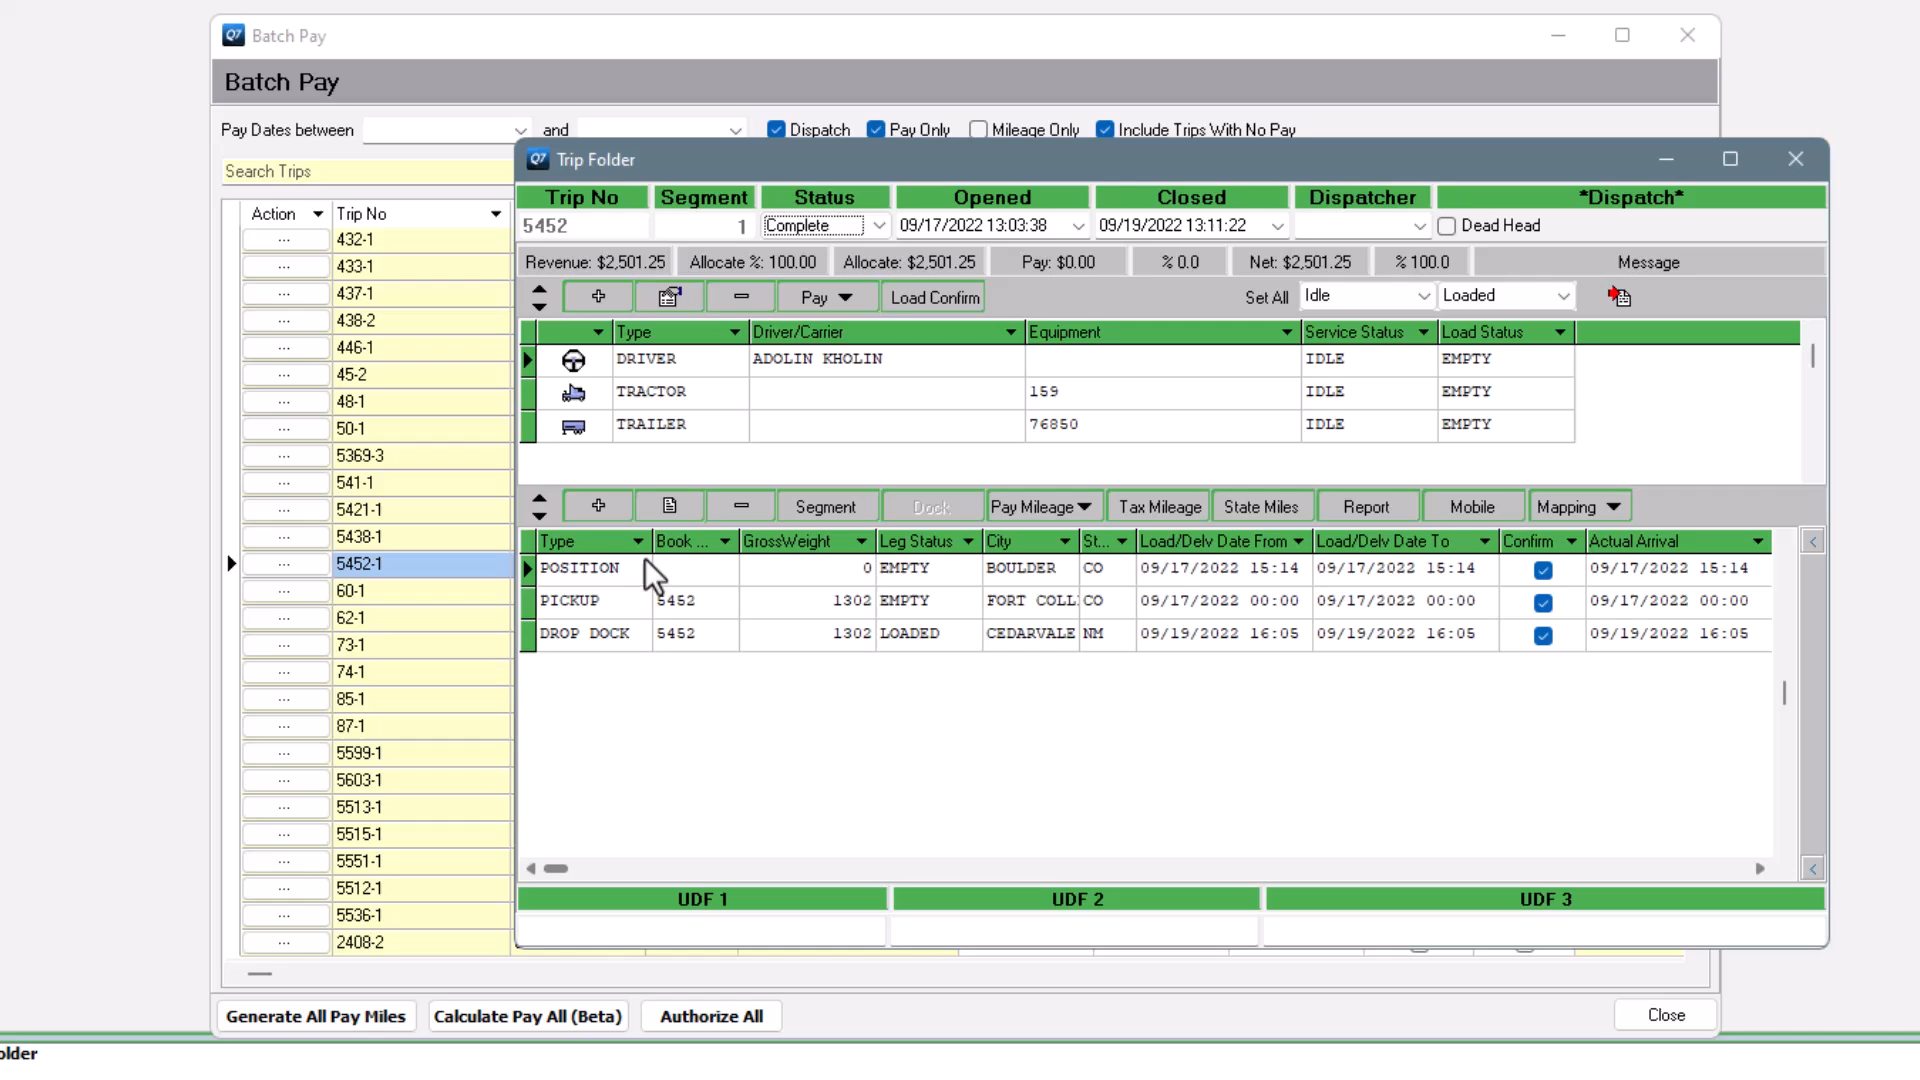 Batch Pay
Batch Pay
Pay Dates between and Dispatch Pay Only Mileage Only Include Trips With No Pay
Search Trips
Action Trip No
... 432-1
... 433-1
... 437-1
... 438-2
... 446-1
... 45-2
... 48-1
... 50-1
... 5369-3
... 541-1
... 5421-1
... 5438-1
... 5452-1
... 60-1
... 62-1
... 73-1
... 74-1
... 85-1
... 87-1
... 5599-1
... 5603-1
... 5513-1
... 5515-1
... 5551-1
... 5512-1
... 5536-1
... 2408-2
Q7 Trip Folder
Trip No Segment Status Opened Closed Dispatcher *Dispatch*
5452 1 Complete 09/17/2022 13:03:38 09/19/2022 13:11:22 Dead Head
Revenue: $2,501.25 Allocate %: 100.00 Allocate: $2,501.25 Pay: $0.00 % 0.0 Net: $2,501.25 % 100.0 Message
Pay Load Confirm Set All Idle Loaded
Type Driver/Carrier Equipment Service Status Load Status
DRIVER ADOLIN KHOLIN IDLE EMPTY
TRACTOR 159 IDLE EMPTY
TRAILER 76850 IDLE EMPTY
Segment Dock Pay Mileage Tax Mileage State Miles Report Mobile Mapping
Type Book ... GrossWeight Leg Status City St... Load/Delv Date From Load/Delv Date To Confirm Actual Arrival
POSITION 0 EMPTY BOULDER CO 09/17/2022 15:14 09/17/2022 15:14 09/17/2022 15:14
PICKUP 5452 1302 EMPTY FORT COLL CO 09/17/2022 00:00 09/17/2022 00:00 09/17/2022 00:00
DROP DOCK 5452 1302 LOADED CEDARVALE NM 09/19/2022 16:05 09/19/2022 16:05 09/19/2022 16:05
UDF 1 UDF 2 UDF 3
Generate All Pay Miles Calculate Pay All (Beta) Authorize All Close
older